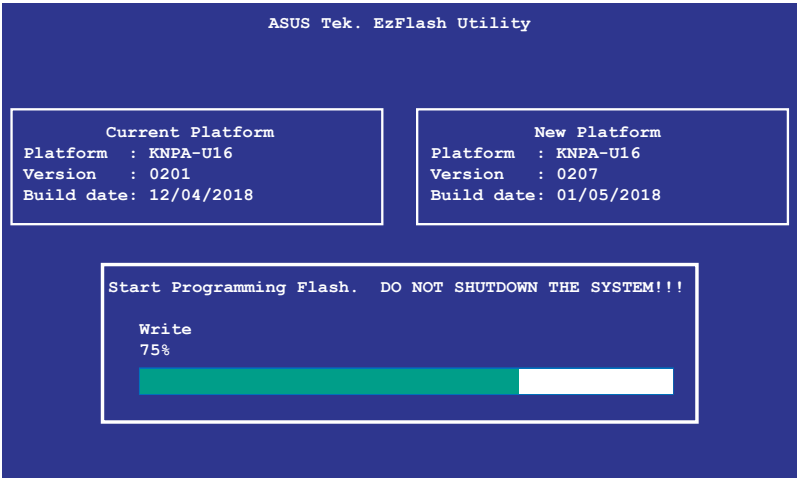 ASUS Tek. EzFlash Utility
Current Platform
Platform : KNPA-U16
Version : 0201
Build date: 12/04/2018
New Platform
Platform : KNPA-U16
Version : 0207
Build date: 01/05/2018
Start Programming Flash. DO NOT SHUTDOWN THE SYSTEM!!!
Write
75%